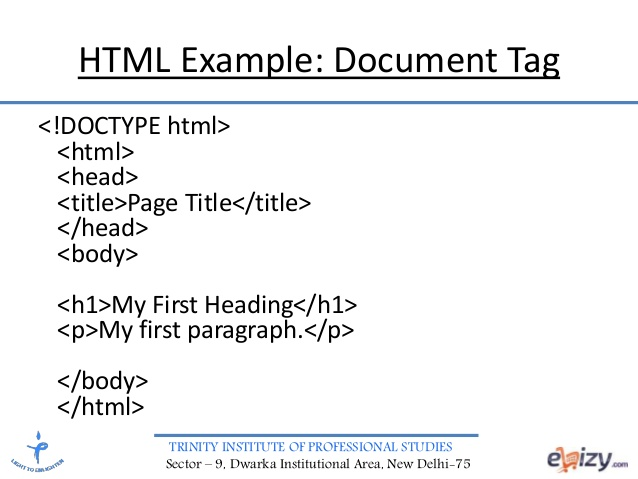 HTML Example: Document Tag
<!DOCTYPE html>
<html>
<head>
<title>Page Title</title>
</head>
<body>
<h1>My First Heading</h1>
<p>My first paragraph.</p>
</body>
</html>
LIGHT TO ENLIGHTEN
TRINITY INSTITUTE OF PROFESSIONAL STUDIES
Sector – 9, Dwarka Institutional Area, New Delhi-75
ebizy.com